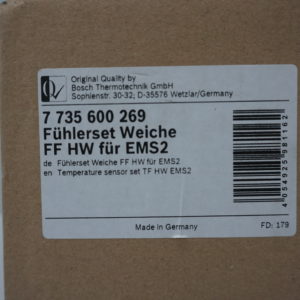 Original Quality by
Bosch Thermotechnik GmbH
Sophienstr. 30-32, D-35576 Wetzlar/Germany
7 735 600 269
Fühlerset Weiche
FF HW für EMS2
de Fühlerset Weiche FF HW für EMS2
en Temperature sensor set TF HW EMS2
4054925981162
Made in Germany
FD: 179